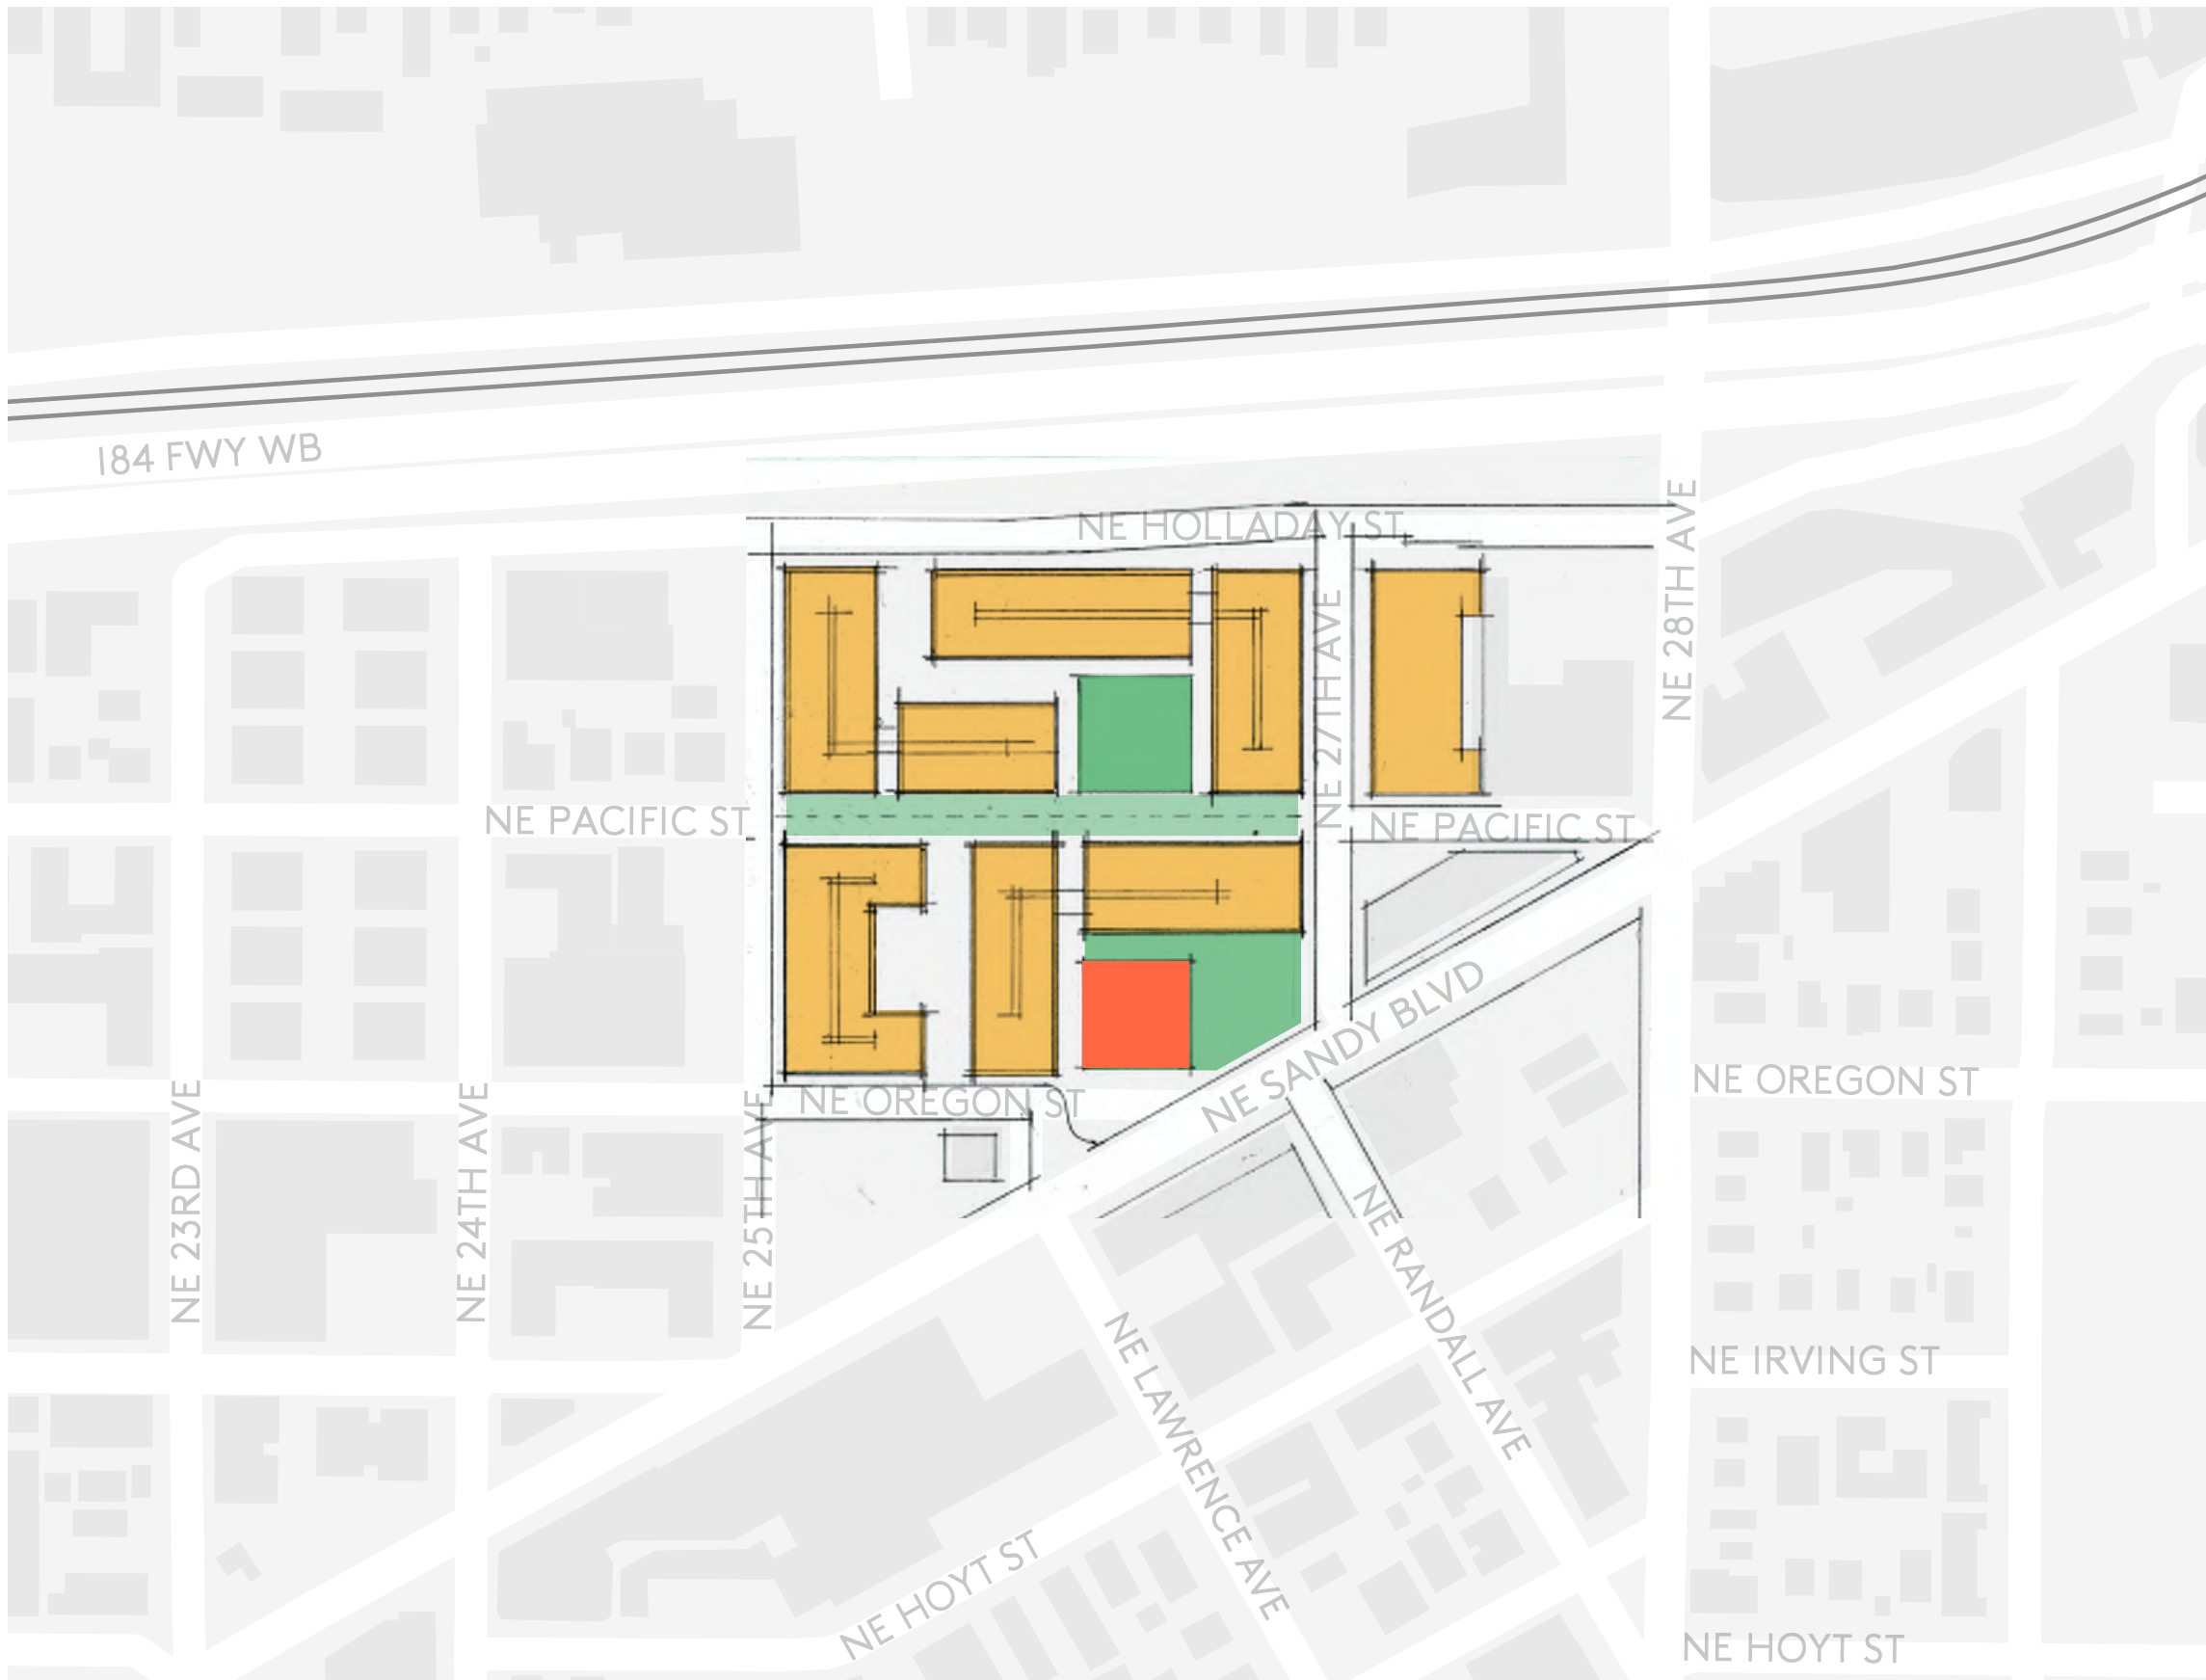 I84 FWY WB
NE HOLLADAY ST
NE 28TH AVE
NE 27TH AVE
NE PACIFIC ST
NE PACIFIC ST
NE SANDY BLVD
NE OREGON ST
NE OREGON ST
NE 23RD AVE
NE 24TH AVE
NE 25TH AVE
NE RANDALL AVE
NE LAWRENCE AVE
NE IRVING ST
NE HOYT ST
NE HOYT ST